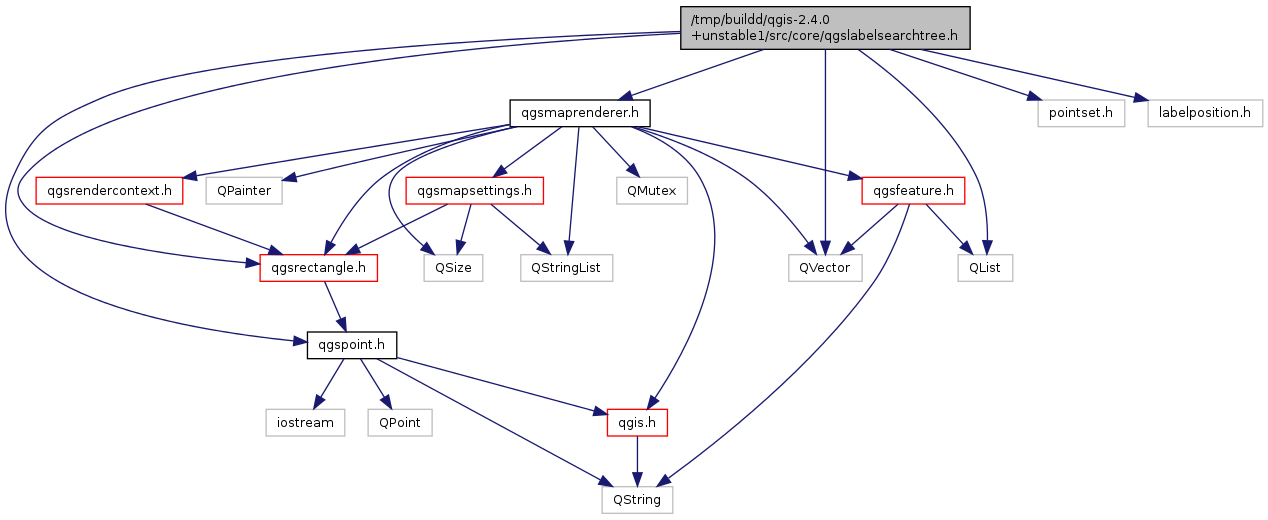 /tmp/buildd/qgis-2.4.0
+unstable1/src/core/qgslabelsearchtree.h
qgsmaprenderer.h
pointset.h
labelposition.h
qgsrendercontext.h
QPainter
qgsmapsettings.h
QMutex
qgsfeature.h
qgsrectangle.h
QSize
QStringList
QVector
QList
qgspoint.h
iostream
QPoint
qgis.h
QString